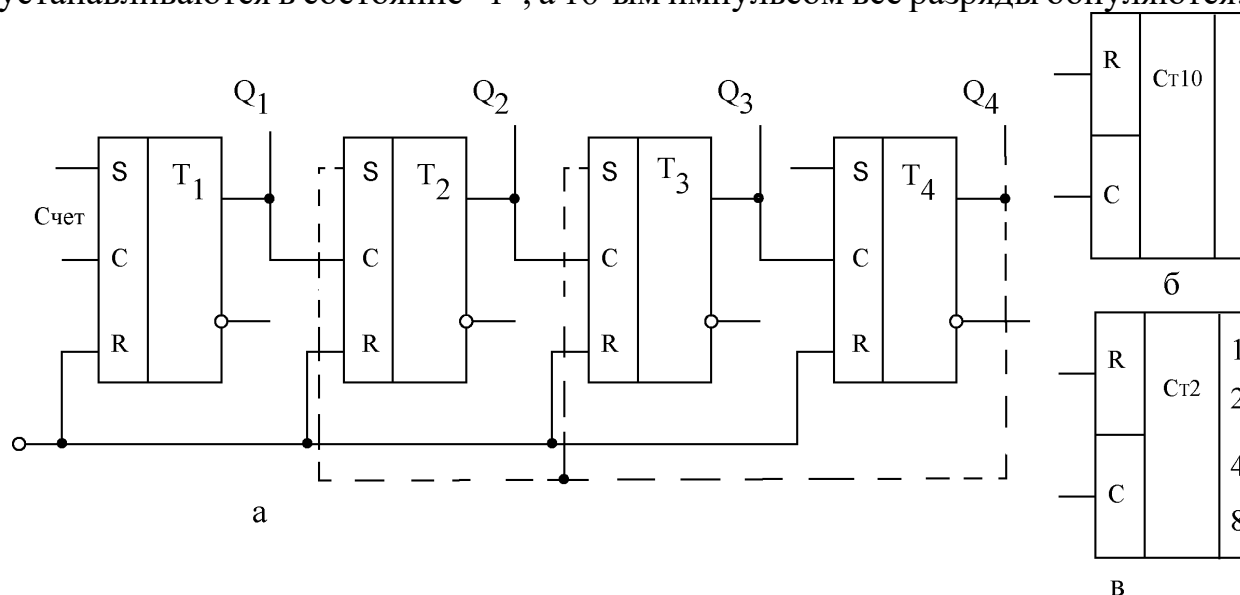 устанавливаются в состояние "1", а 10-ым импульсом все разряды обнуляются.
Q1 Q2 Q3 Q4
S T1 S T2 S T3 S T4
Счет
C C C C
R R R R
а
R Ст10
C
б
R Ст2 1
2
4
C 8
в